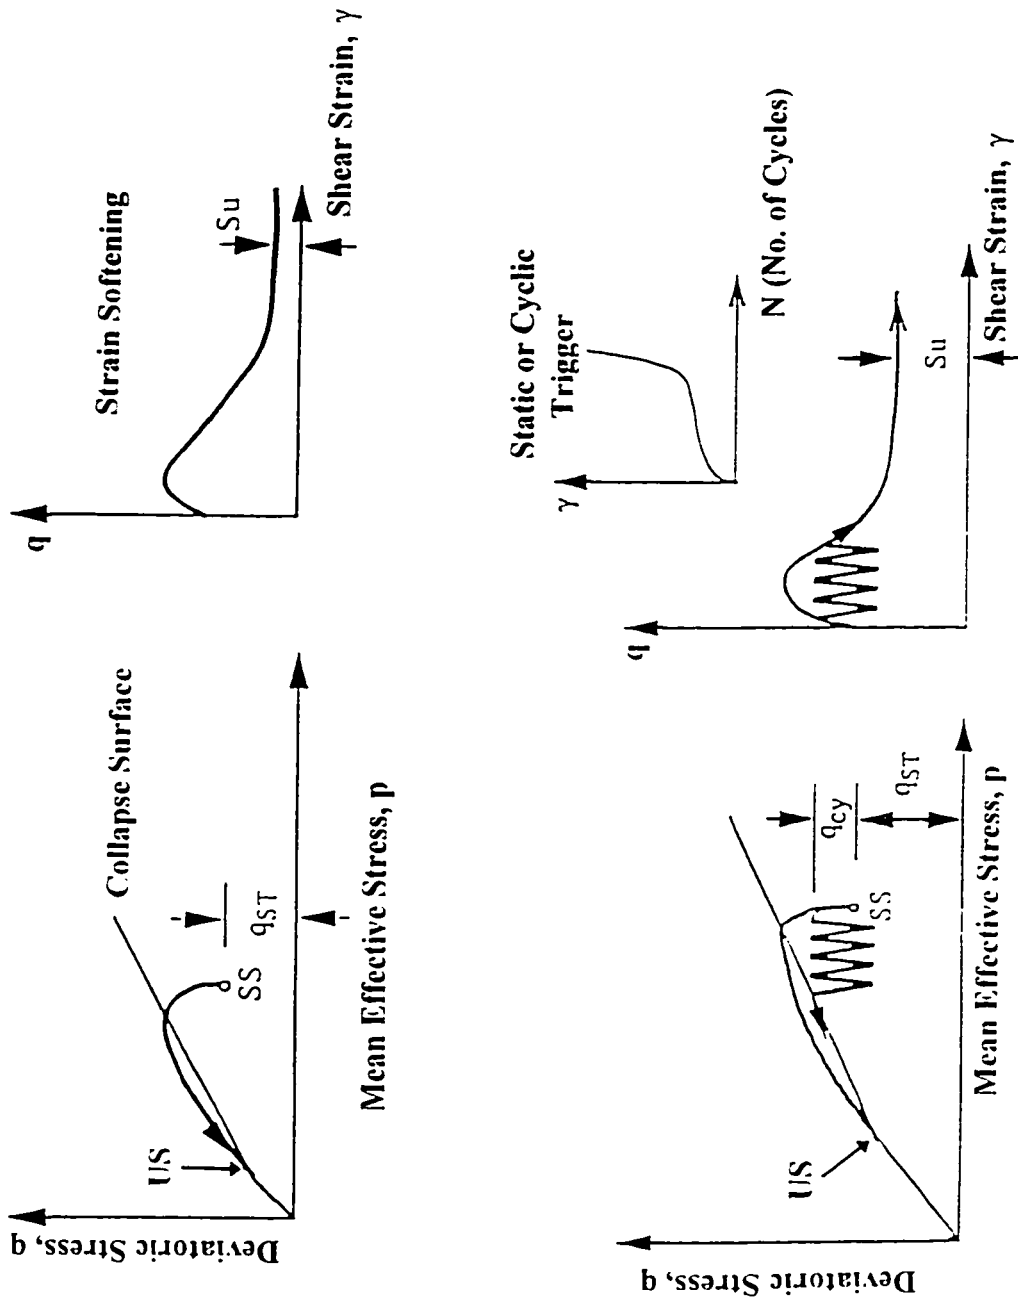 Deviatoric Stress, q
US
SS
q_ST
Collapse Surface
Mean Effective Stress, p
q
Strain Softening
Su
Shear Strain, γ
Deviatoric Stress, q
US
SS
q_cy
q_ST
Mean Effective Stress, p
q
Su
Shear Strain, γ
Static or Cyclic
Trigger
γ
N (No. of Cycles)